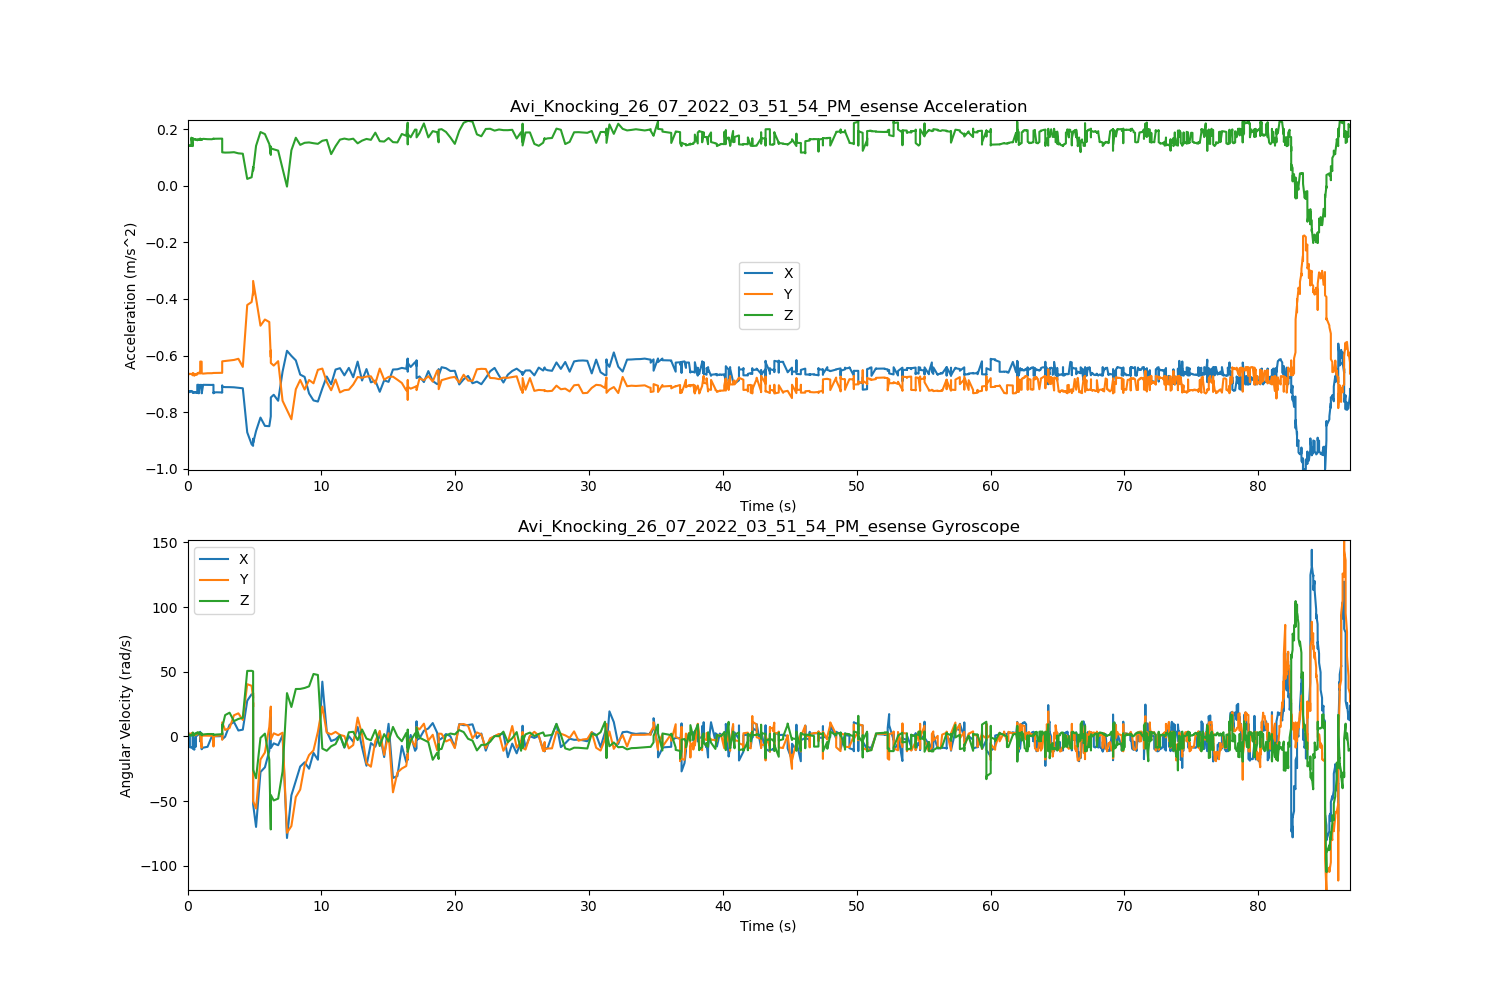 Avi_Knocking_26_07_2022_03_51_54_PM_esense Acceleration
Acceleration (m/s^2)
0.2
0.0
−0.2
−0.4
−0.6
−0.8
−1.0
X
Y
Z
0 10 20 30 40 50 60 70 80
Time (s)
Avi_Knocking_26_07_2022_03_51_54_PM_esense Gyroscope
Angular Velocity (rad/s)
150
100
50
0
−50
−100
X
Y
Z
0 10 20 30 40 50 60 70 80
Time (s)